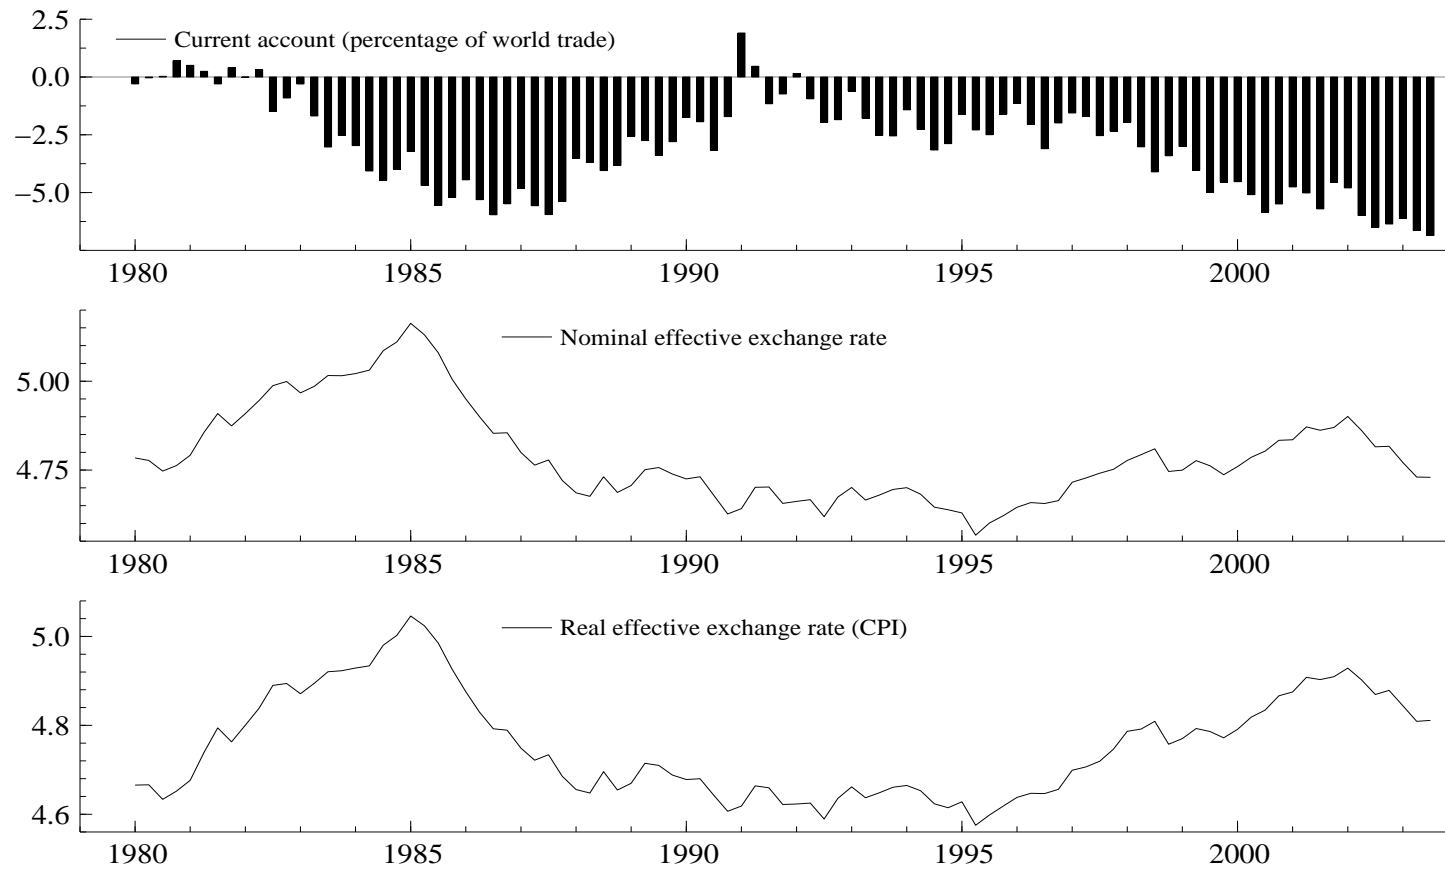 2.5
Current account (percentage of world trade)
0.0
−2.5
−5.0
1980 1985 1990 1995 2000
Nominal effective exchange rate
5.00
4.75
1980 1985 1990 1995 2000
Real effective exchange rate (CPI)
5.0
4.8
4.6
1980 1985 1990 1995 2000